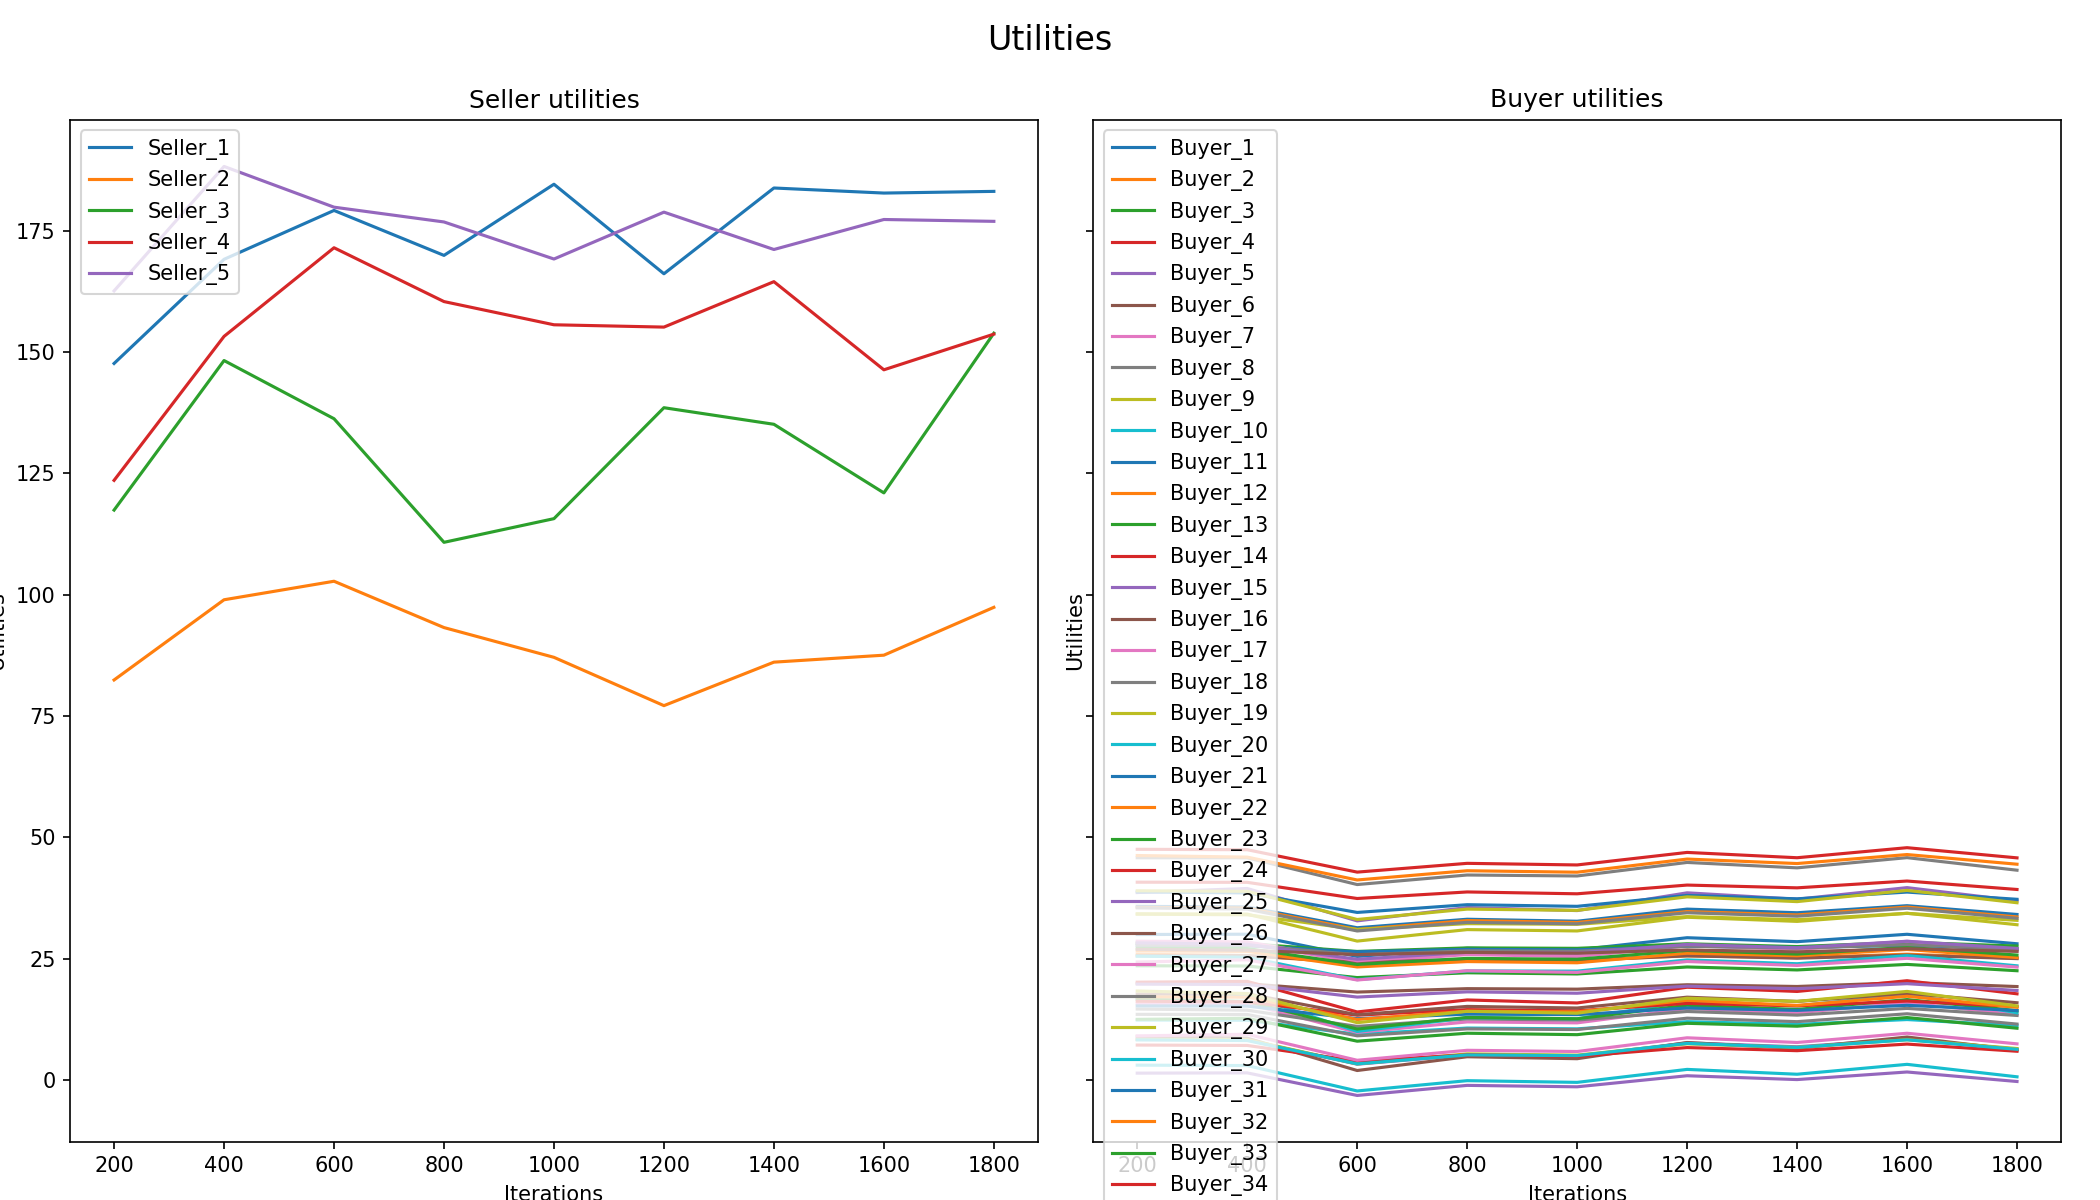 Utilities
Seller utilities
Seller_1
Seller_2
Seller_3
Seller_4
Seller_5
175
150
125
100
75
50
25
0
200 400 600 800 1000 1200 1400 1600 1800
Iterations
Utilities
Buyer utilities
Buyer_1
Buyer_2
Buyer_3
Buyer_4
Buyer_5
Buyer_6
Buyer_7
Buyer_8
Buyer_9
Buyer_10
Buyer_11
Buyer_12
Buyer_13
Buyer_14
Buyer_15
Buyer_16
Buyer_17
Buyer_18
Buyer_19
Buyer_20
Buyer_21
Buyer_22
Buyer_23
Buyer_24
Buyer_25
Buyer_26
Buyer_27
Buyer_28
Buyer_29
Buyer_30
Buyer_31
Buyer_32
Buyer_33
Buyer_34
Utilities
200 400 600 800 1000 1200 1400 1600 1800
Iterations